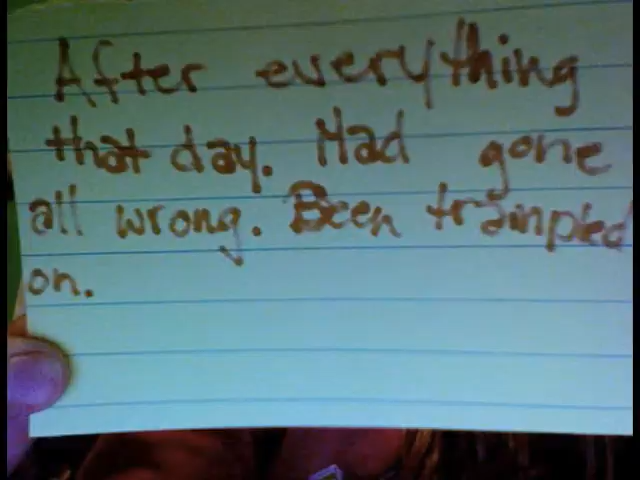 After everything
that day. Had gone
all wrong. Been trampled
on.